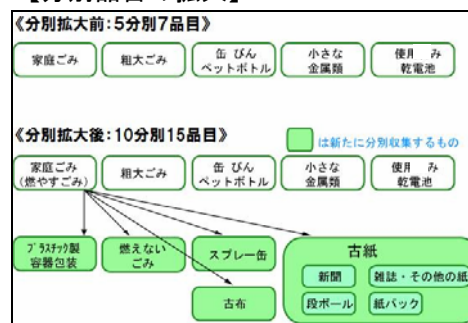 《分別拡大前:5分別7品目》
家庭ごみ
粗大ごみ
缶 びん
ペットボトル
小さな
金属類
使用 み
乾電池
《分別拡大後:10分別15品目》
は新たに分別収集するもの
家庭ごみ
(燃やすごみ)
粗大ごみ
缶 びん
ペットボトル
小さな
金属類
使用 み
乾電池
プラスチック製
容器包装
燃えない
ごみ
スプレー缶
古紙
新聞
雑誌・その他の紙
段ボール
紙パック
古布